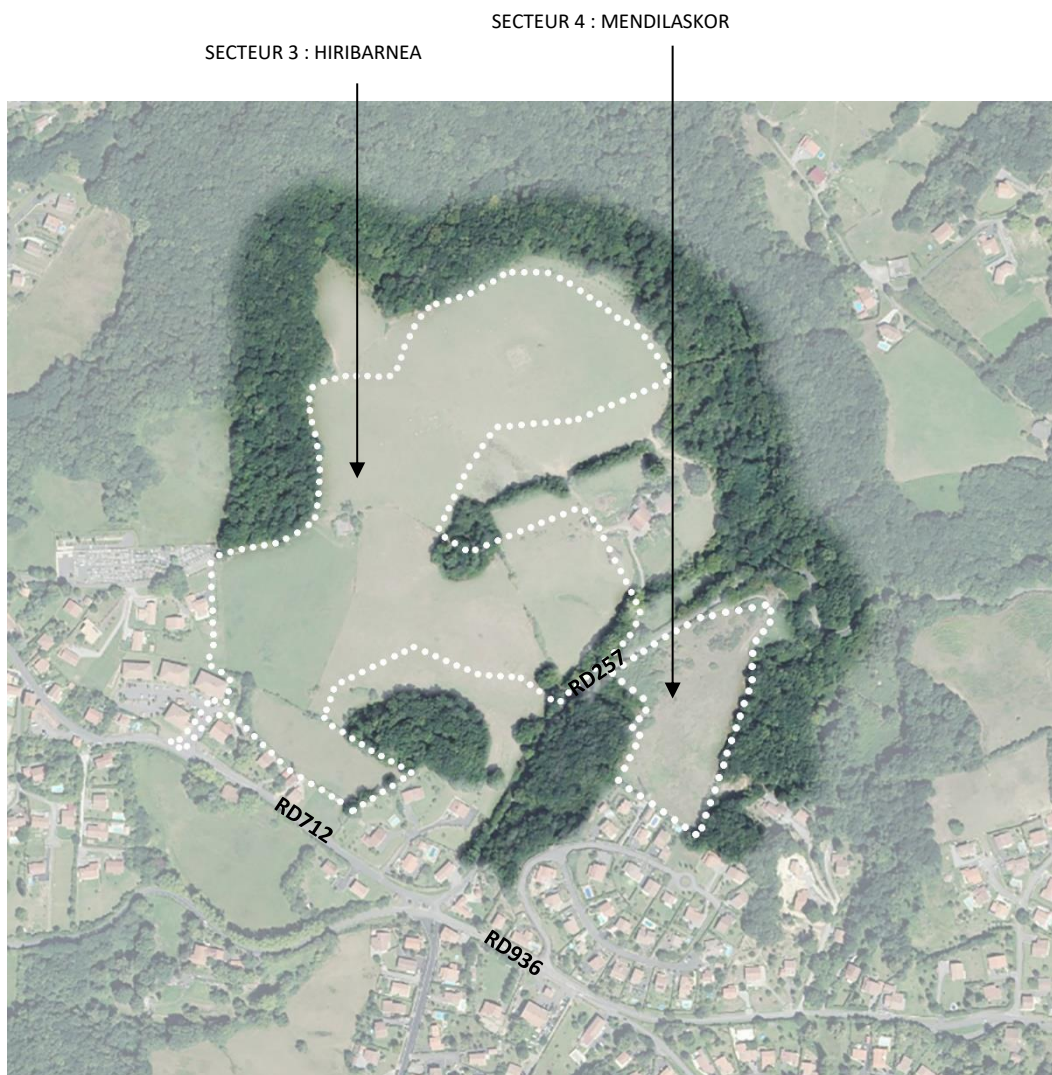 SECTEUR 4 : MENDILASKOR
SECTEUR 3 : HIRIBARNEA
RD257
RD712
RD936